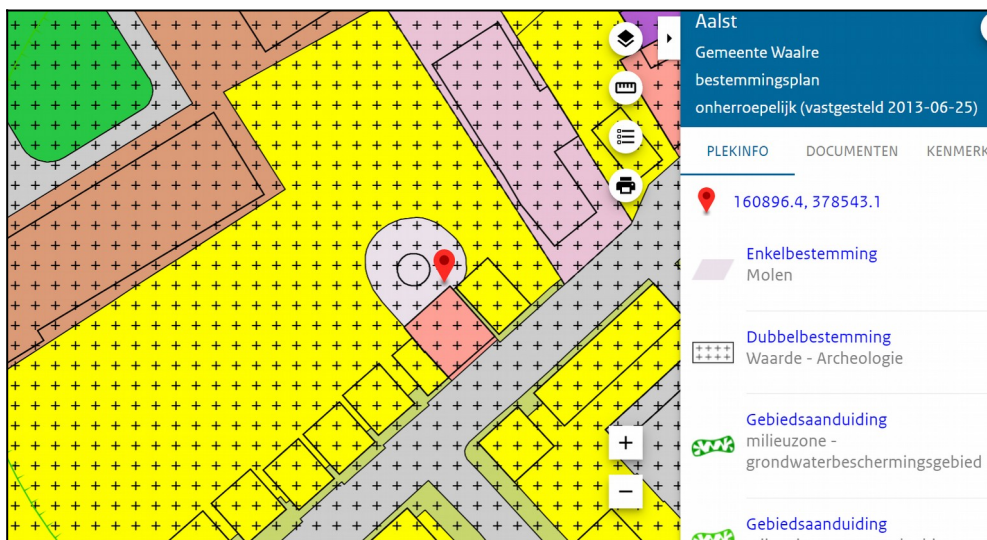 Aalst
Gemeente Waalre
bestemmingsplan
onherroepelijk (vastgesteld 2013-06-25)
PLEKINFO DOCUMENTEN KENMERK
160896.4, 378543.1
Enkelbestemming
Molen
Dubbelbestemming
Waarde - Archeologie
Gebiedsaanduiding
milieuzone -
grondwaterbeschermingsgebied
Gebiedsaanduiding